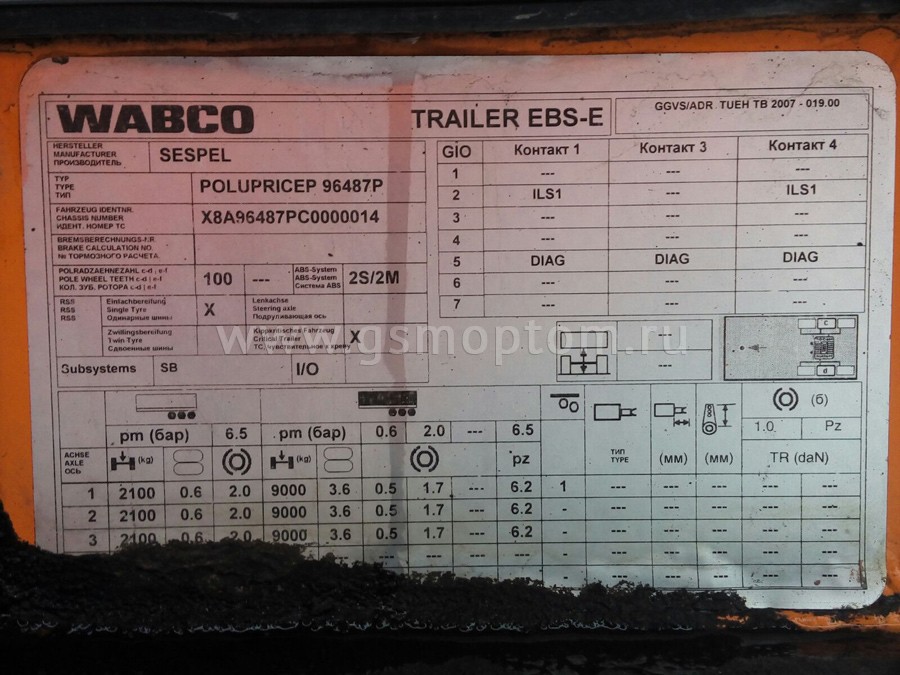 WABCO TRAILER EBS-E GGVS/ADR TUEH TB 2007 - 019.00
HERSTELLER
MANUFACTURER
ПРОИЗВОДИТЕЛЬ
SESPEL
TYP
TYPE
ТИП
POLUPRICEP 96487P
FAHRZEUG IDENTNR.
CHASSIS NUMBER
ИДЕНТ. НОМЕР ТС
X8A96487PC0000014
BREMSBERECHNUNGS-F.R.
BRAKE CALCULATION NO.
№ ТОРМОЗНОГО РАСЧЕТА
POLRADZAEHNEZAHL c-d | e-f
POLE WHEEL TEETH c-d | e-f
КОЛ. ЗУБ. РОТОРА c-d | e-f
100 ---
ABS-System
ABS-System
Система ABS
2S/2M
RSS Einfachbereifung
RSS Single Tyre
RSS Одинарные шины
X
Lenkachse
Steering axle
Подруливающая ось
Zwillingsbereifung
Twin Tyre
Сдвоенные шины
Kippkritisches Fahrzeug
Critical Trailer
ТС, чувствительное к крену
X
Subsystems SB I/O
GIO Контакт 1 Контакт 3 Контакт 4
1 --- --- ---
2 ILS1 --- ILS1
3 --- --- ---
4 --- --- ---
5 DIAG DIAG DIAG
6 --- --- ---
7 --- --- ---
---
---
c
d
www.gsmoptom.ru
pm (бар) 6.5 pm (бар) 0.6 2.0 --- 6.5
(б)
1.0 Pz
ACHSE
AXLE
ОСЬ
(kg) (kg) pz
ТИП
TYPE
(мм) (мм) TR (daN)
1 2100 0.6 2.0 9000 3.6 0.5 1.7 --- 6.2 1 --- --- --- --- ---
2 2100 0.6 2.0 9000 3.6 0.5 1.7 --- 6.2 - --- --- --- --- ---
3 2100 0.6 2.0 9000 3.6 0.5 1.7 --- 6.2 - --- --- --- --- ---
--- --- --- --- --- --- - --- --- --- --- ---
--- - --- --- --- --- ---